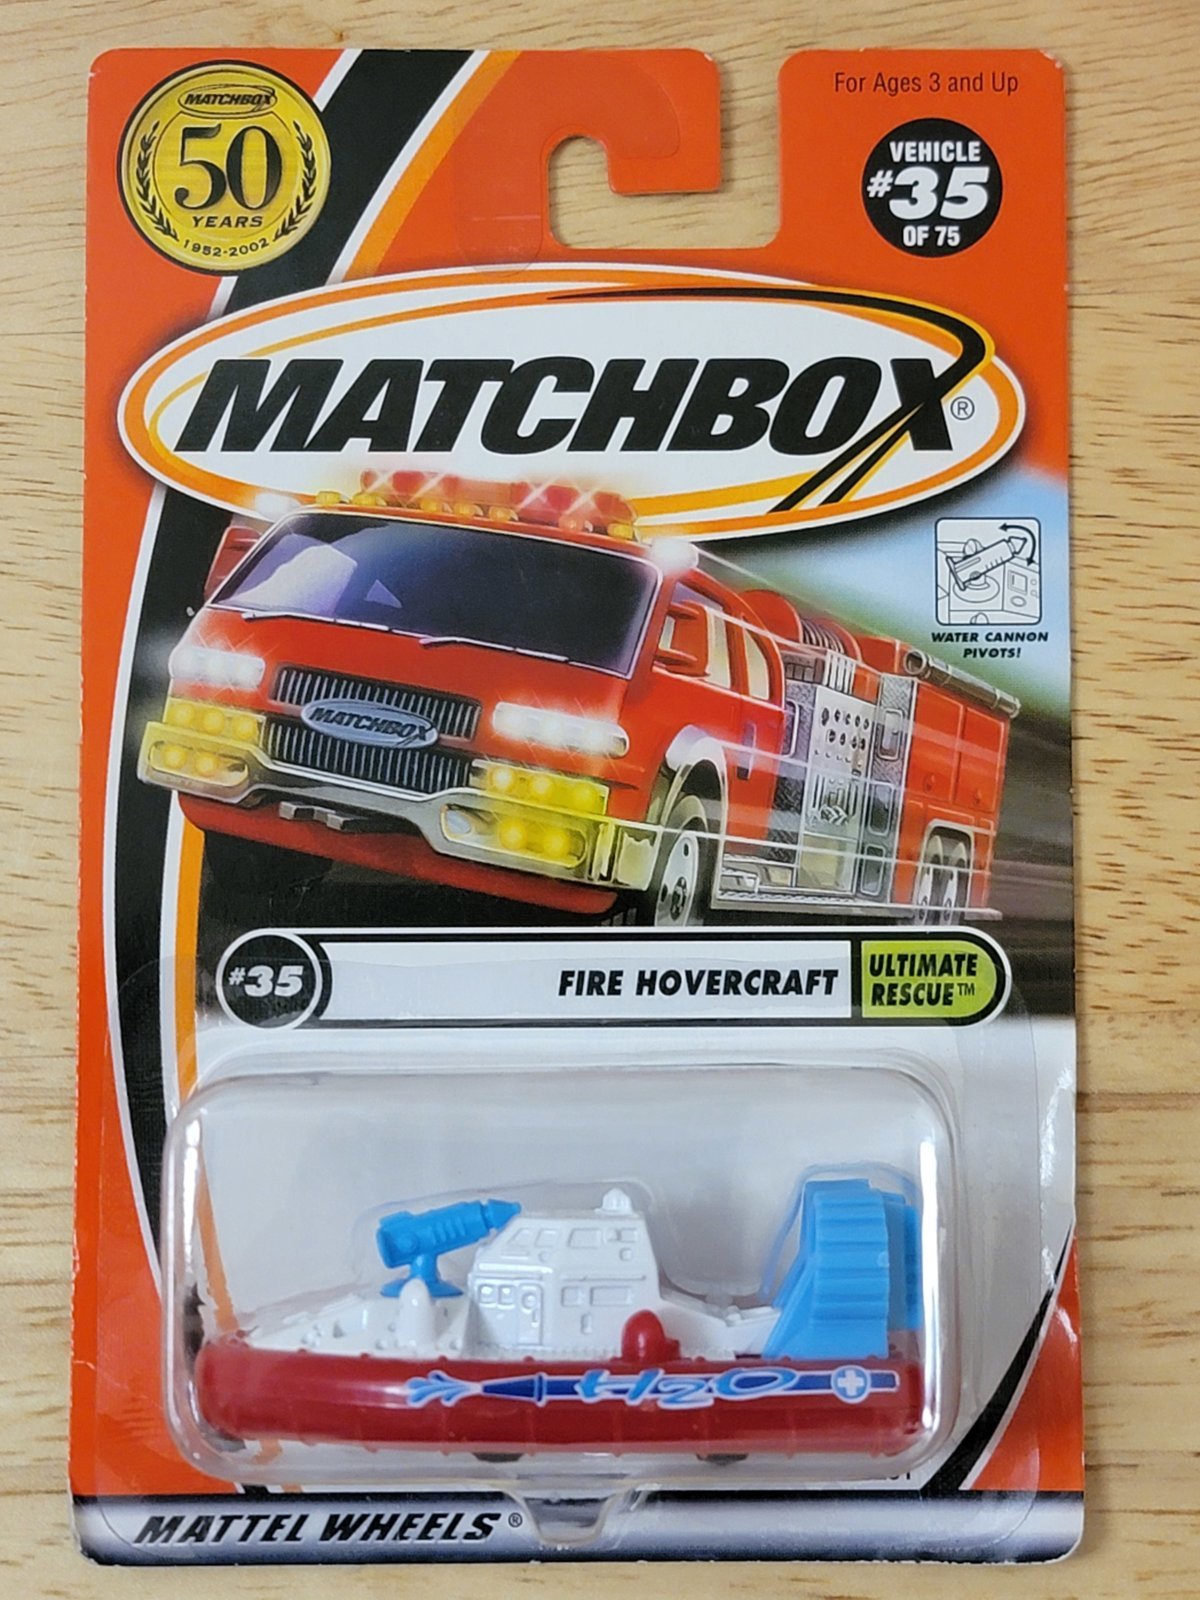 MATCHBOX
50
YEARS
1952-2002
For Ages 3 and Up
VEHICLE
#35
OF 75
MATCHBOX®
WATER CANNON
PIVOTS!
MATCHBOX
#35
FIRE HOVERCRAFT
ULTIMATE
RESCUE™
H2O
MATTEL WHEELS®